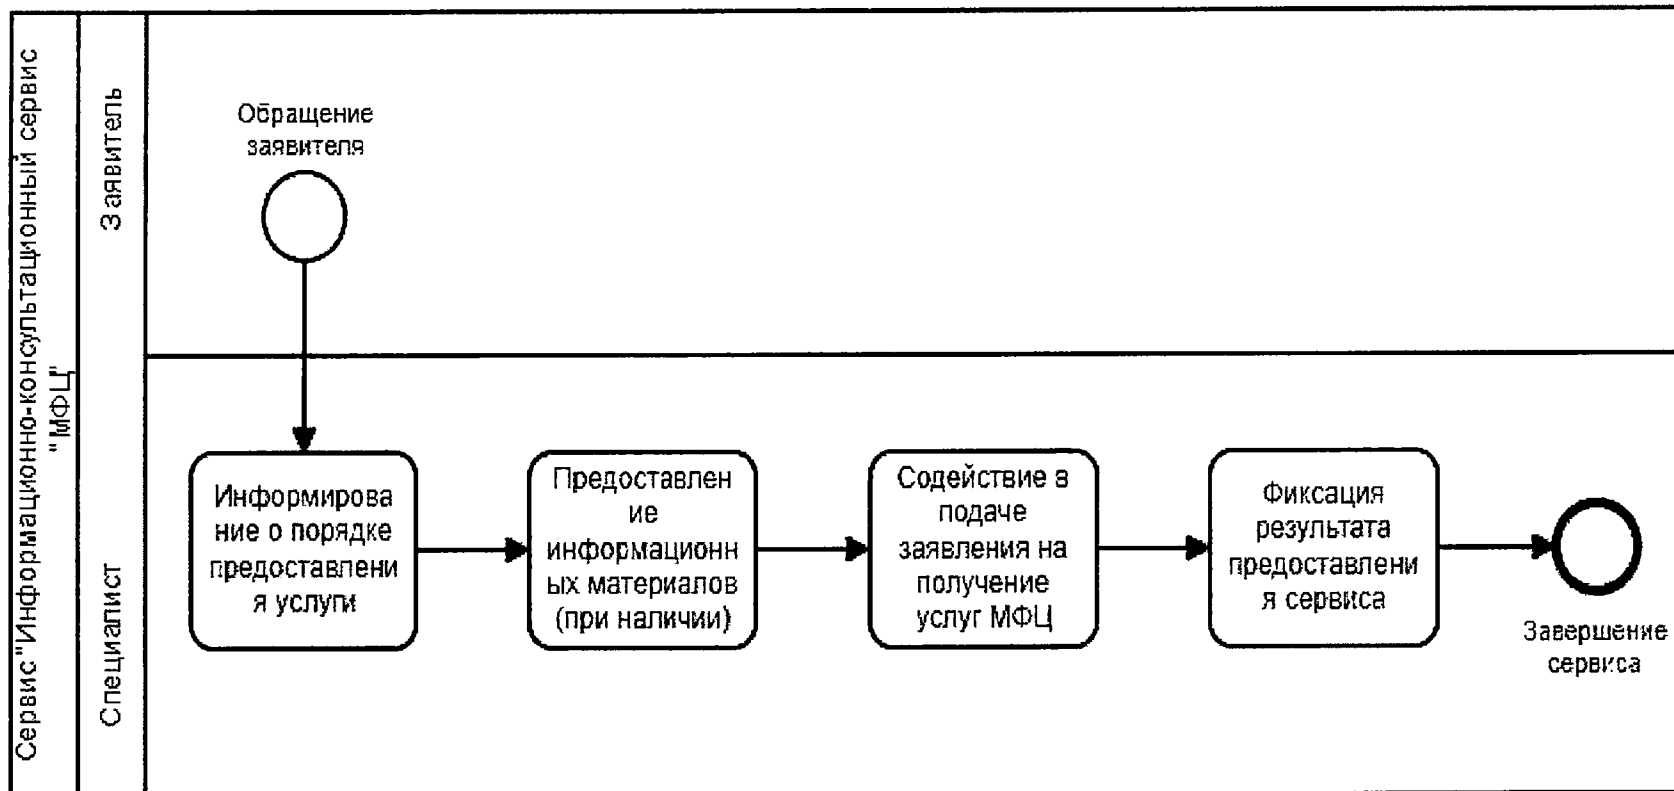 Сервис "Информационно-консультационный сервис
"МФЦ"
Заявитель
Обращение
заявителя
Специалист
Информирова
ние о порядке
предоставлени
я услуги
Предоставлен
ие
информационн
ых материалов
(при наличии)
Содействие в
подаче
заявления на
получение
услуг МФЦ
Фиксация
результата
предоставлени
я сервиса
Завершение
сервиса